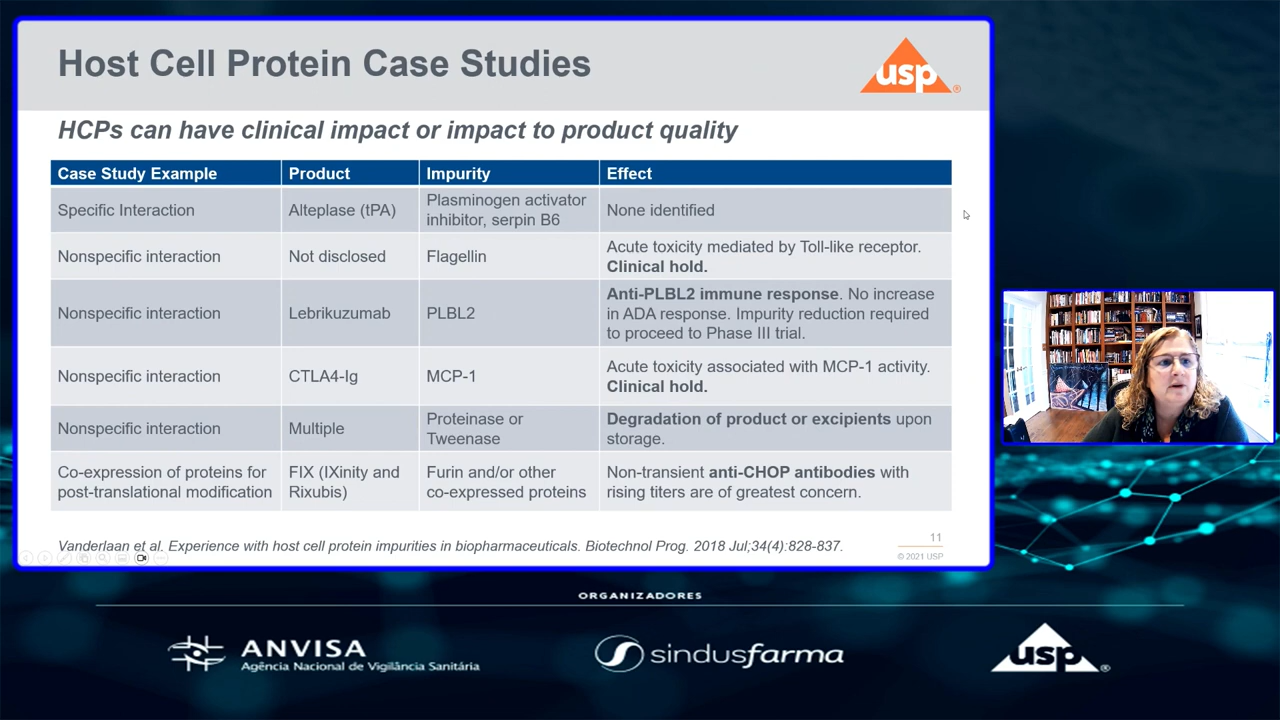 Host Cell Protein Case Studies
usp®
HCPs can have clinical impact or impact to product quality
Case Study Example Product Impurity Effect
Specific Interaction
Alteplase (tPA)
Plasminogen activator
inhibitor, serpin B6
None identified
Nonspecific interaction
Not disclosed
Flagellin
Acute toxicity mediated by Toll-like receptor.
Clinical hold.
Nonspecific interaction
Lebrikuzumab
PLBL2
Anti-PLBL2 immune response. No increase
in ADA response. Impurity reduction required
to proceed to Phase III trial.
Nonspecific interaction
CTLA4-Ig
MCP-1
Acute toxicity associated with MCP-1 activity.
Clinical hold.
Nonspecific interaction
Multiple
Proteinase or
Tweenase
Degradation of product or excipients upon
storage.
Co-expression of proteins for
post-translational modification
FIX (IXinity and
Rixubis)
Furin and/or other
co-expressed proteins
Non-transient anti-CHOP antibodies with
rising titers are of greatest concern.
Vanderlaan et al. Experience with host cell protein impurities in biopharmaceuticals. Biotechnol Prog. 2018 Jul;34(4):828-837.
11
© 2021 USP
ORGANIZADORES
ANVISA
Agência Nacional de Vigilância Sanitária
sindusfarma
usp®